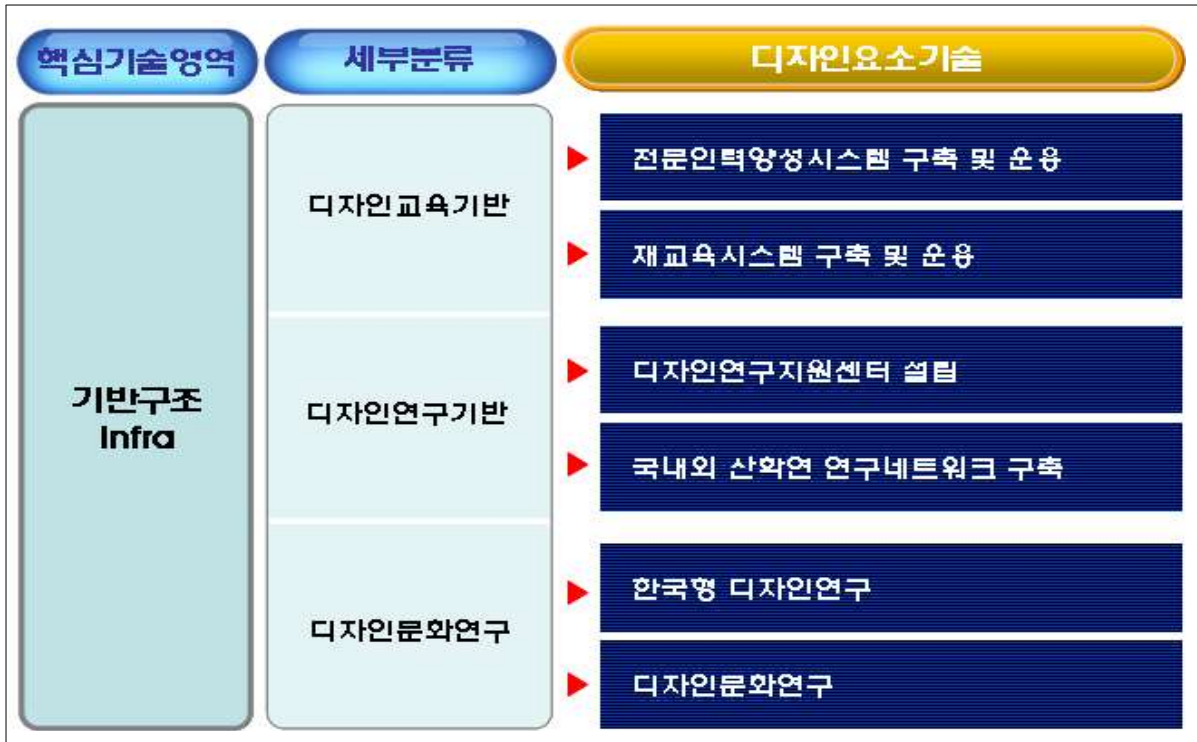 핵심기술영역
세부분류
디자인요소기술
기반구조
Infra
디자인교육기반
전문인력양성시스템 구축 및 운용
재교육시스템 구축 및 운용
디자인연구기반
디자인연구지원센터 설립
국내외 산학연 연구네트워크 구축
디자인문화연구
한국형 디자인연구
디자인문화연구